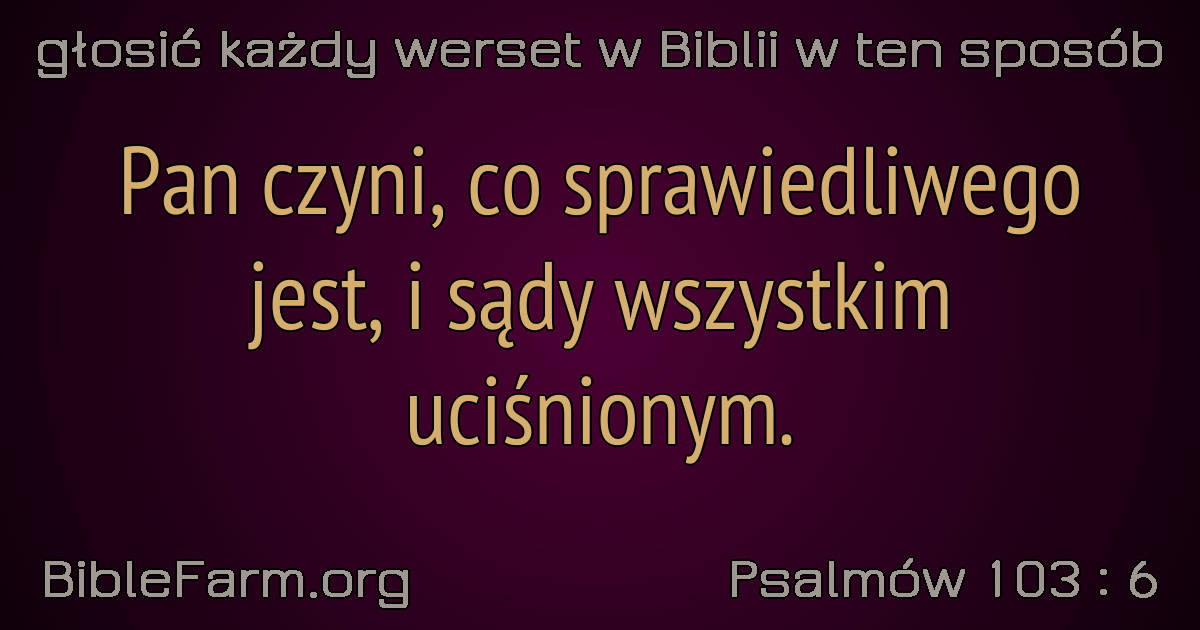 głosić każdy werset w Biblii w ten sposób
Pan czyni, co sprawiedliwego
jest, i sądy wszystkim
uciśnionym.
BibleFarm.org
Psalmów 103 : 6